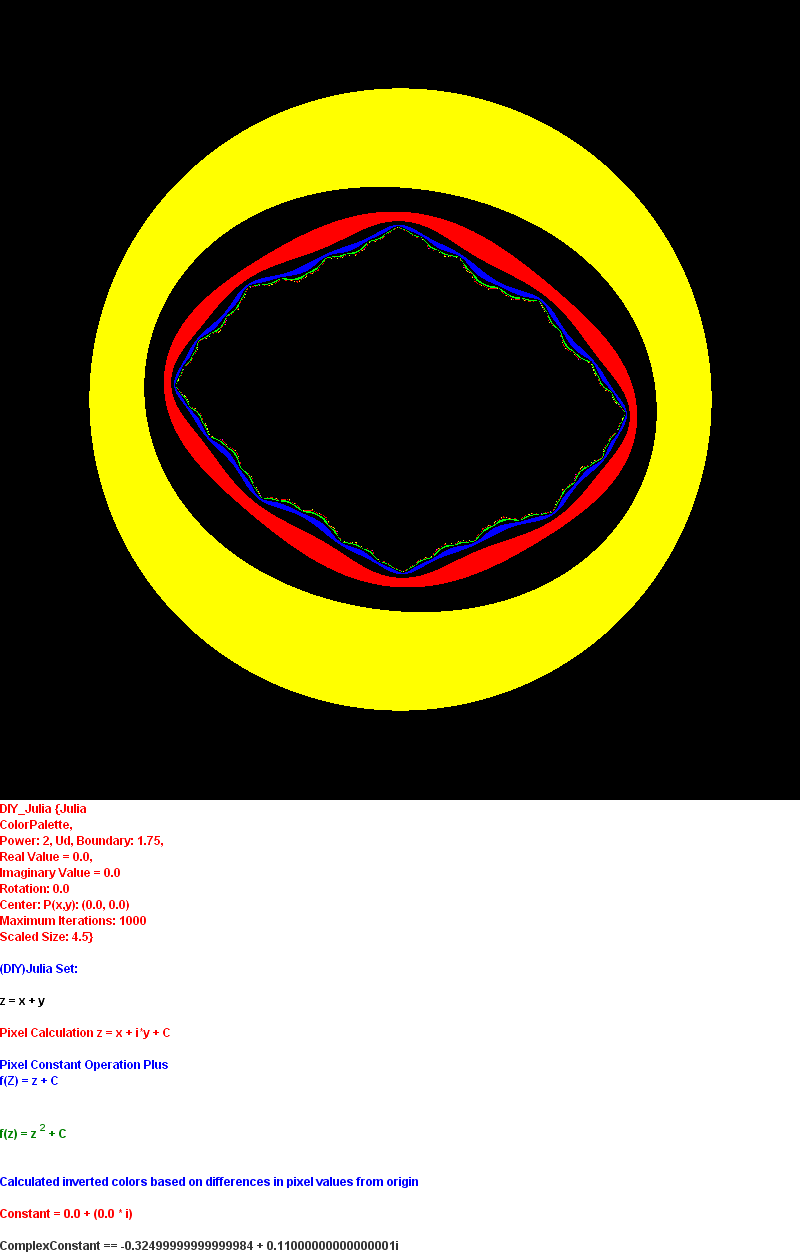 DIY_Julia {Julia
ColorPalette,
Power: 2, Ud, Boundary: 1.75,
Real Value = 0.0,
Imaginary Value = 0.0
Rotation: 0.0
Center: P(x,y): (0.0, 0.0)
Maximum Iterations: 1000
Scaled Size: 4.5}
(DIY)Julia Set:
z = x + y
Pixel Calculation z = x + i*y + C
Pixel Constant Operation Plus
f(Z) = z + C
f(z) = z 2 + C
Calculated inverted colors based on differences in pixel values from origin
Constant = 0.0 + (0.0 * i)
ComplexConstant == -0.32499999999999984 + 0.11000000000000001i